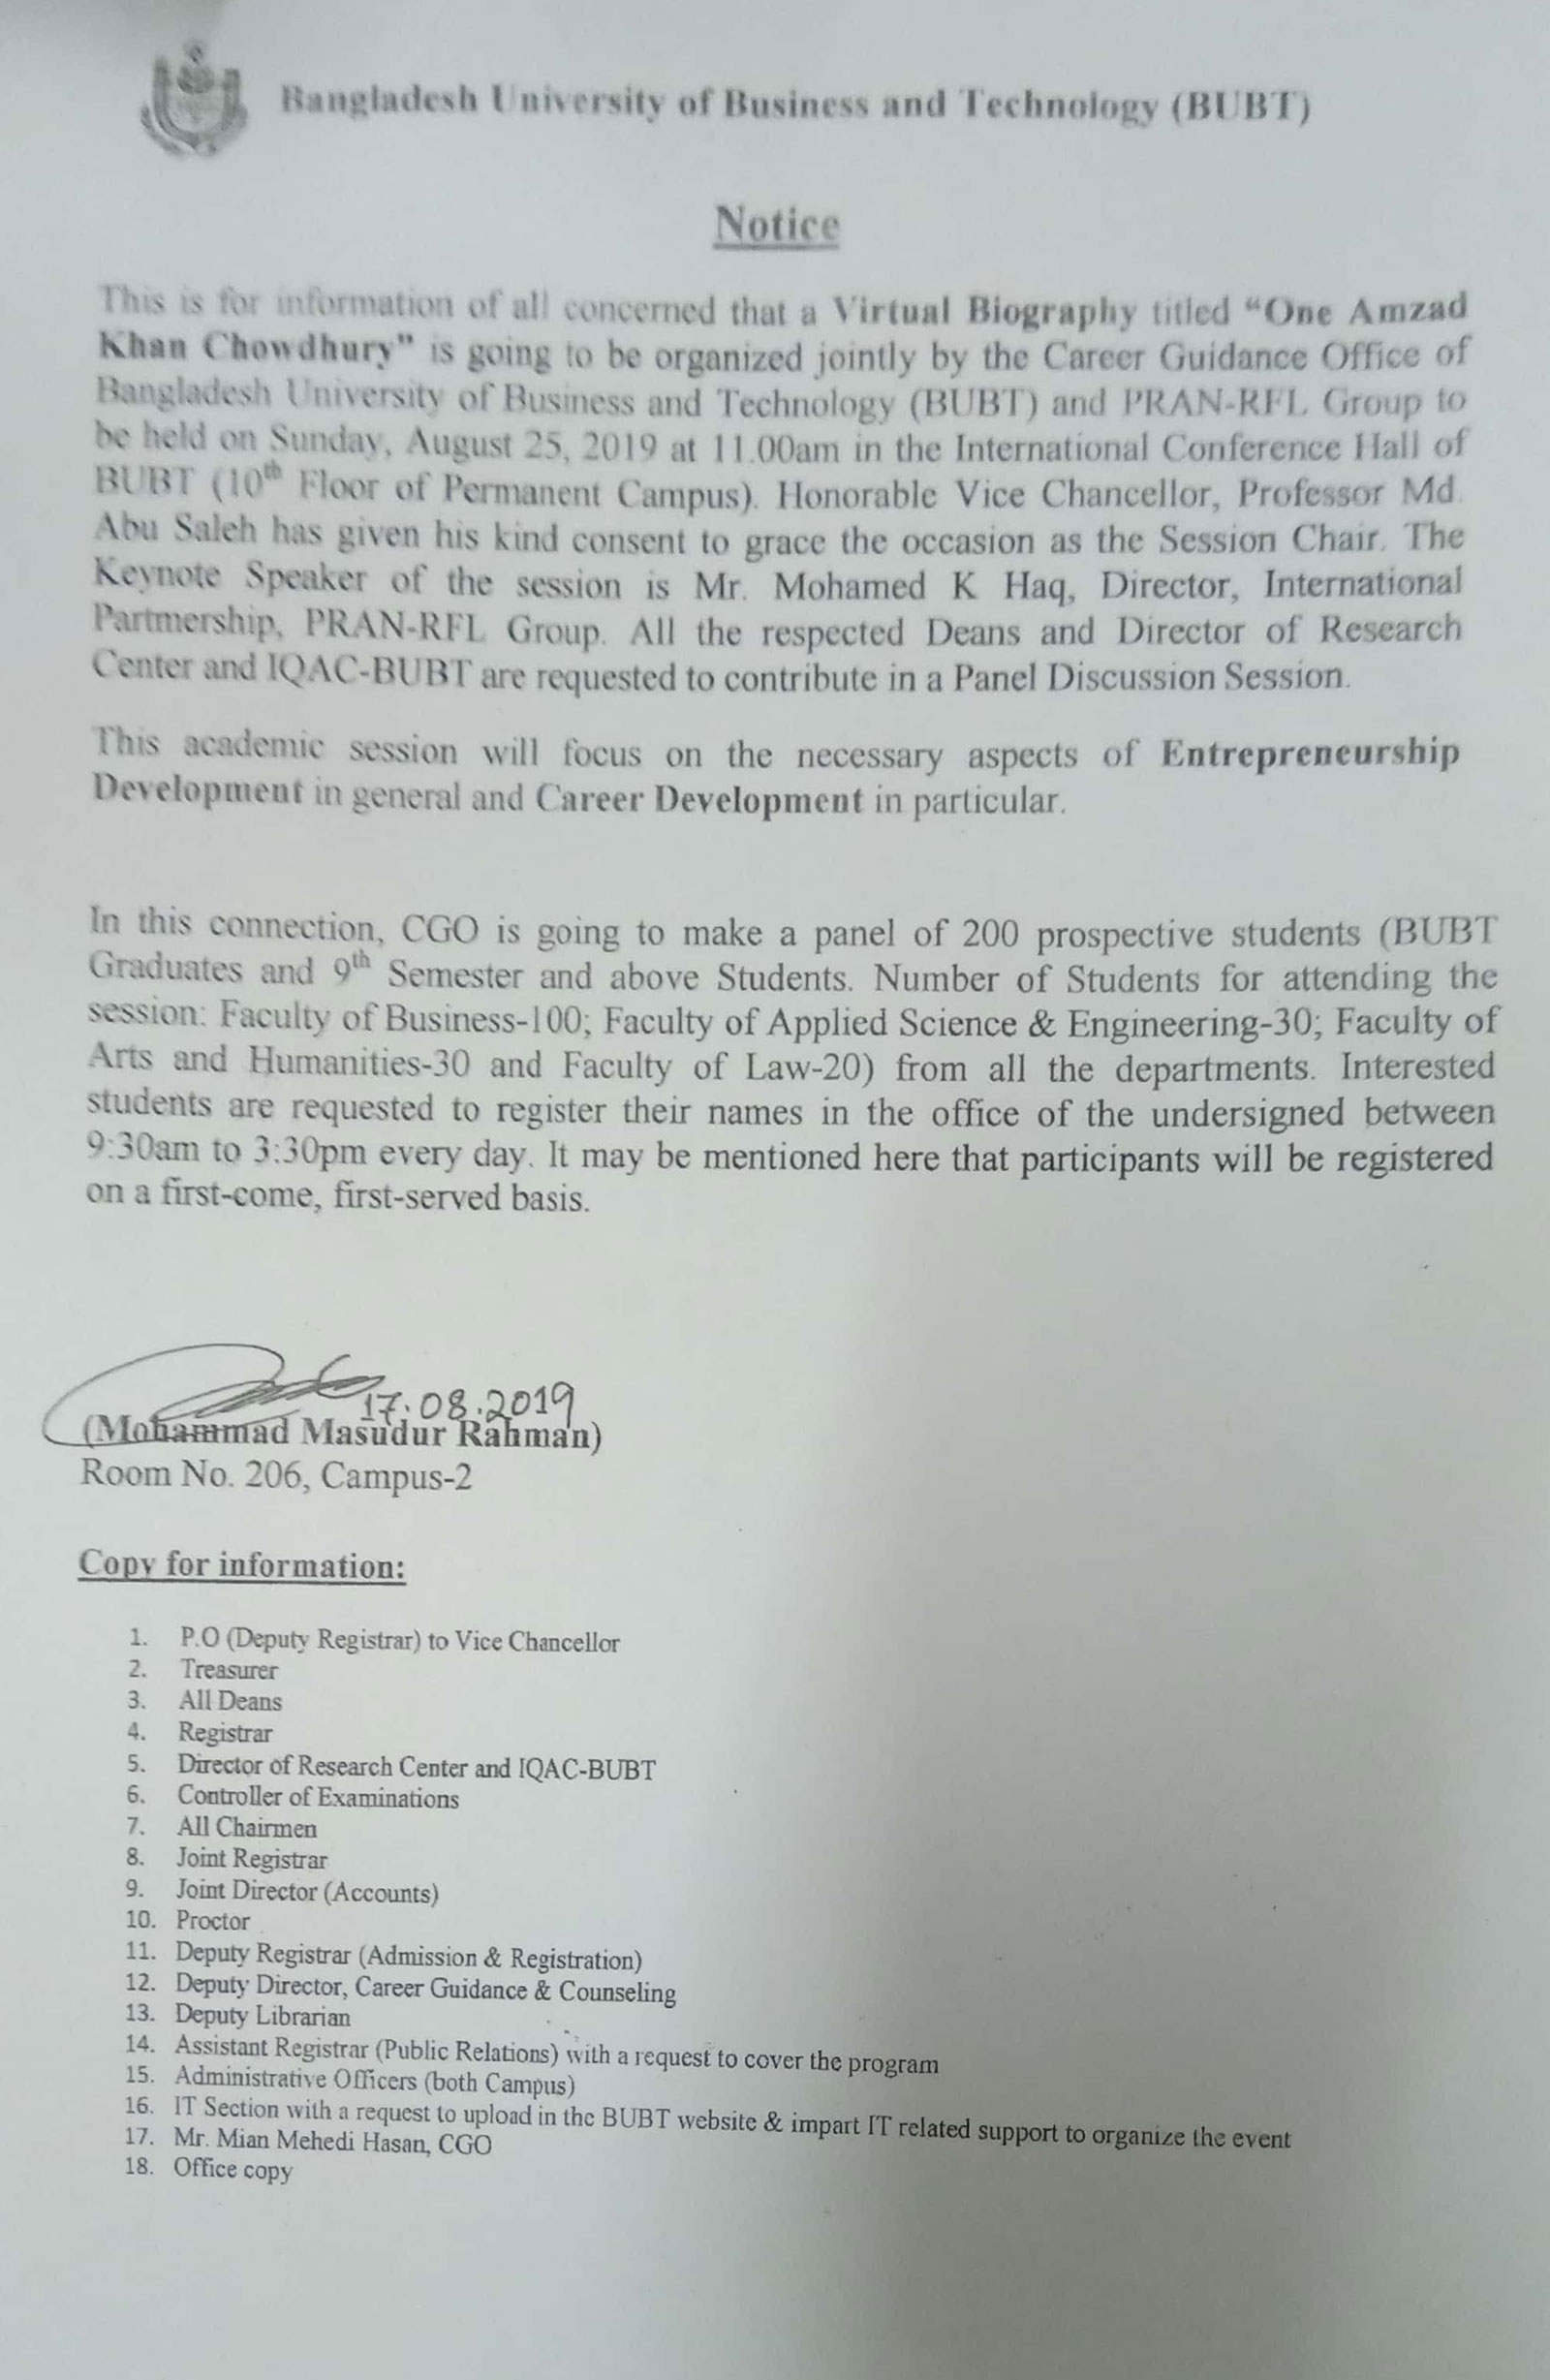 Bangladesh University of Business and Technology (BUBT)
Notice
This is for information of all concerned that a Virtual Biography titled “One Amzad
Khan Chowdhury” is going to be organized jointly by the Career Guidance Office of
Bangladesh University of Business and Technology (BUBT) and PRAN-RFL Group to
be held on Sunday, August 25, 2019 at 11.00am in the International Conference Hall of
BUBT (10th Floor of Permanent Campus). Honorable Vice Chancellor, Professor Md.
Abu Saleh has given his kind consent to grace the occasion as the Session Chair. The
Keynote Speaker of the session is Mr. Mohamed K Haq, Director, International
Partmership, PRAN-RFL Group. All the respected Deans and Director of Research
Center and IQAC-BUBT are requested to contribute in a Panel Discussion Session.
This academic session will focus on the necessary aspects of Entrepreneurship
Development in general and Career Development in particular.
In this connection, CGO is going to make a panel of 200 prospective students (BUBT
Graduates and 9th Semester and above Students. Number of Students for attending the
session: Faculty of Business-100; Faculty of Applied Science & Engineering-30; Faculty of
Arts and Humanities-30 and Faculty of Law-20) from all the departments. Interested
students are requested to register their names in the office of the undersigned between
9:30am to 3:30pm every day. It may be mentioned here that participants will be registered
on a first-come, first-served basis.
17.08.2019
(Mohammad Masudur Rahman)
Room No. 206, Campus-2
Copy for information:
1. P.O (Deputy Registrar) to Vice Chancellor
2. Treasurer
3. All Deans
4. Registrar
5. Director of Research Center and IQAC-BUBT
6. Controller of Examinations
7. All Chairmen
8. Joint Registrar
9. Joint Director (Accounts)
10. Proctor
11. Deputy Registrar (Admission & Registration)
12. Deputy Director, Career Guidance & Counseling
13. Deputy Librarian
14. Assistant Registrar (Public Relations) with a request to cover the program
15. Administrative Officers (both Campus)
16. IT Section with a request to upload in the BUBT website & impart IT related support to organize the event
17. Mr. Mian Mehedi Hasan, CGO
18. Office copy